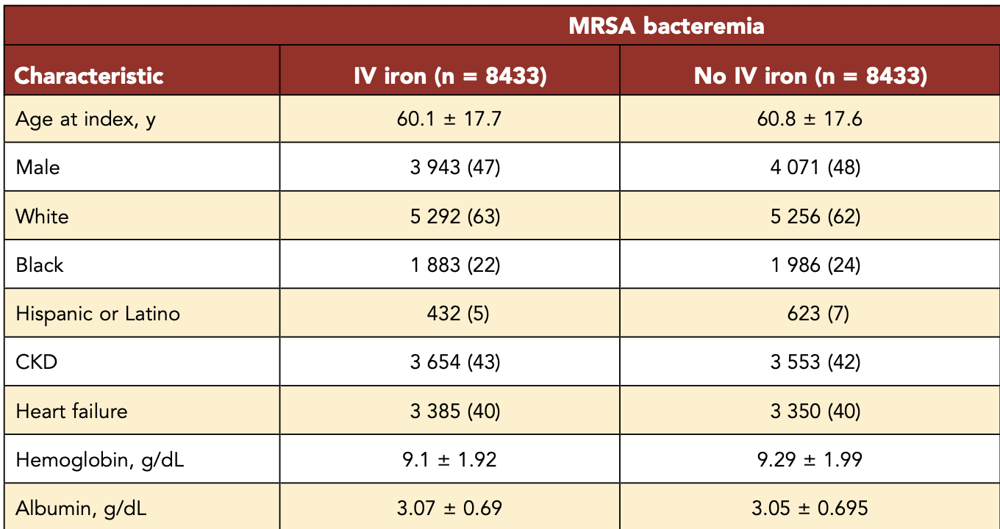 MRSA bacteremia
Characteristic IV iron (n = 8433) No IV iron (n = 8433)
Age at index, y 60.1 ± 17.7 60.8 ± 17.6
Male 3 943 (47) 4 071 (48)
White 5 292 (63) 5 256 (62)
Black 1 883 (22) 1 986 (24)
Hispanic or Latino 432 (5) 623 (7)
CKD 3 654 (43) 3 553 (42)
Heart failure 3 385 (40) 3 350 (40)
Hemoglobin, g/dL 9.1 ± 1.92 9.29 ± 1.99
Albumin, g/dL 3.07 ± 0.69 3.05 ± 0.695